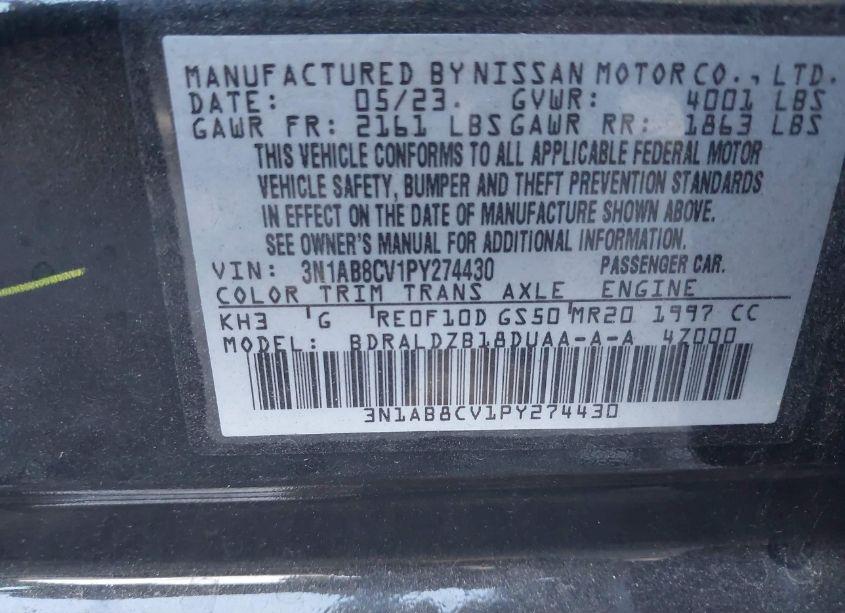 MANUFACTURED BY NISSAN MOTOR CO., LTD.
DATE: 05/23. GVWR: 4001 LBS
GAWR FR: 2161 LBS GAWR RR: 1863 LBS
THIS VEHICLE CONFORMS TO ALL APPLICABLE FEDERAL MOTOR
VEHICLE SAFETY, BUMPER AND THEFT PREVENTION STANDARDS
IN EFFECT ON THE DATE OF MANUFACTURE SHOWN ABOVE.
SEE OWNER'S MANUAL FOR ADDITIONAL INFORMATION.
VIN: 3N1AB8CV1PY274430 PASSENGER CAR.
COLOR TRIM TRANS AXLE ENGINE
KH3 G RE0F10D GS50 MR20 1997 CC
MODEL: BDRALDZB18DUAA-A-A 4Z000
3N1AB8CV1PY274430